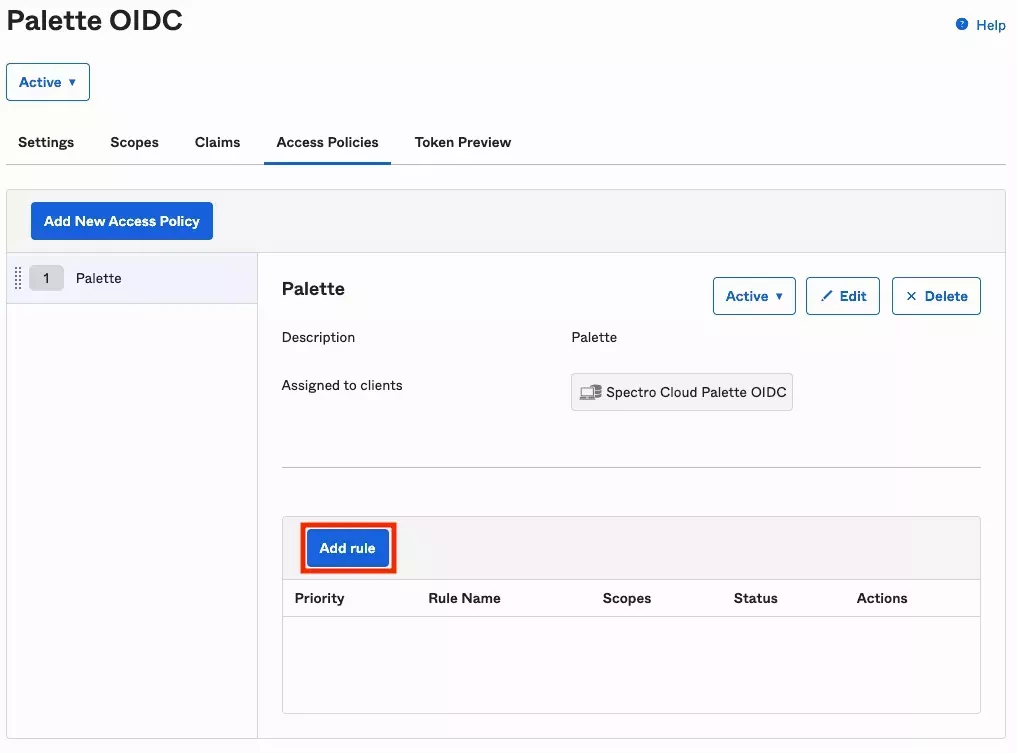 Palette OIDC
Help
Active
Settings Scopes Claims Access Policies Token Preview
Add New Access Policy
1 Palette
Palette
Active Edit Delete
Description Palette
Assigned to clients Spectro Cloud Palette OIDC
Add rule
Priority Rule Name Scopes Status Actions